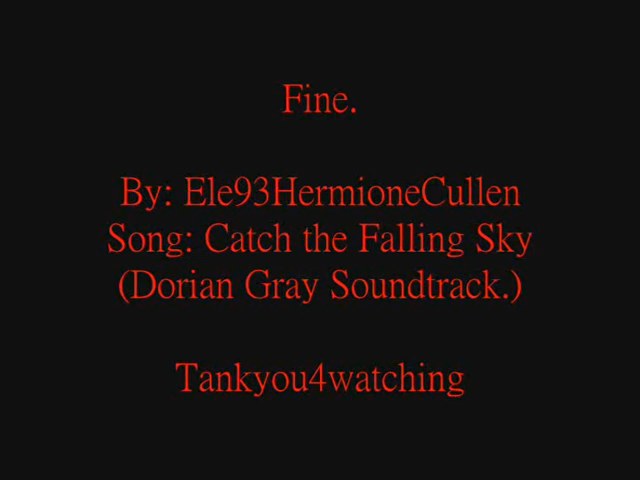 Fine.
By: Ele93HermioneCullen
Song: Catch the Falling Sky
(Dorian Gray Soundtrack.)
Tankyou4watching